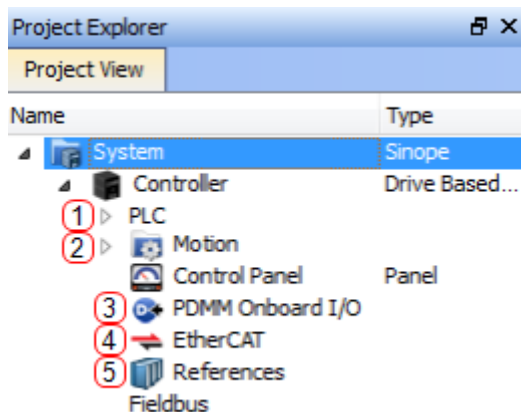 Project Explorer
Project View
Name Type
System Sinope
Controller Drive Based...
1 PLC
2 Motion
Control Panel Panel
3 PDMM Onboard I/O
4 EtherCAT
5 References
Fieldbus